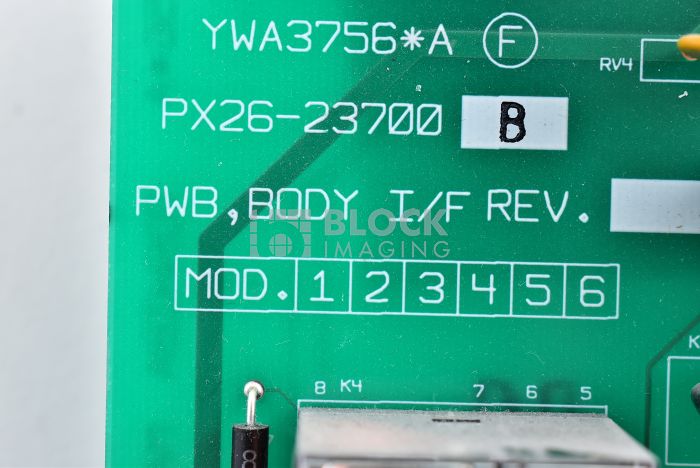 YWA3756*A F
RV4
PX26-23700 B
PWB, BODY I/F REV.
BLOCK
IMAGING
MOD. 1 2 3 4 5 6
K
8 K4 7 6 5
8